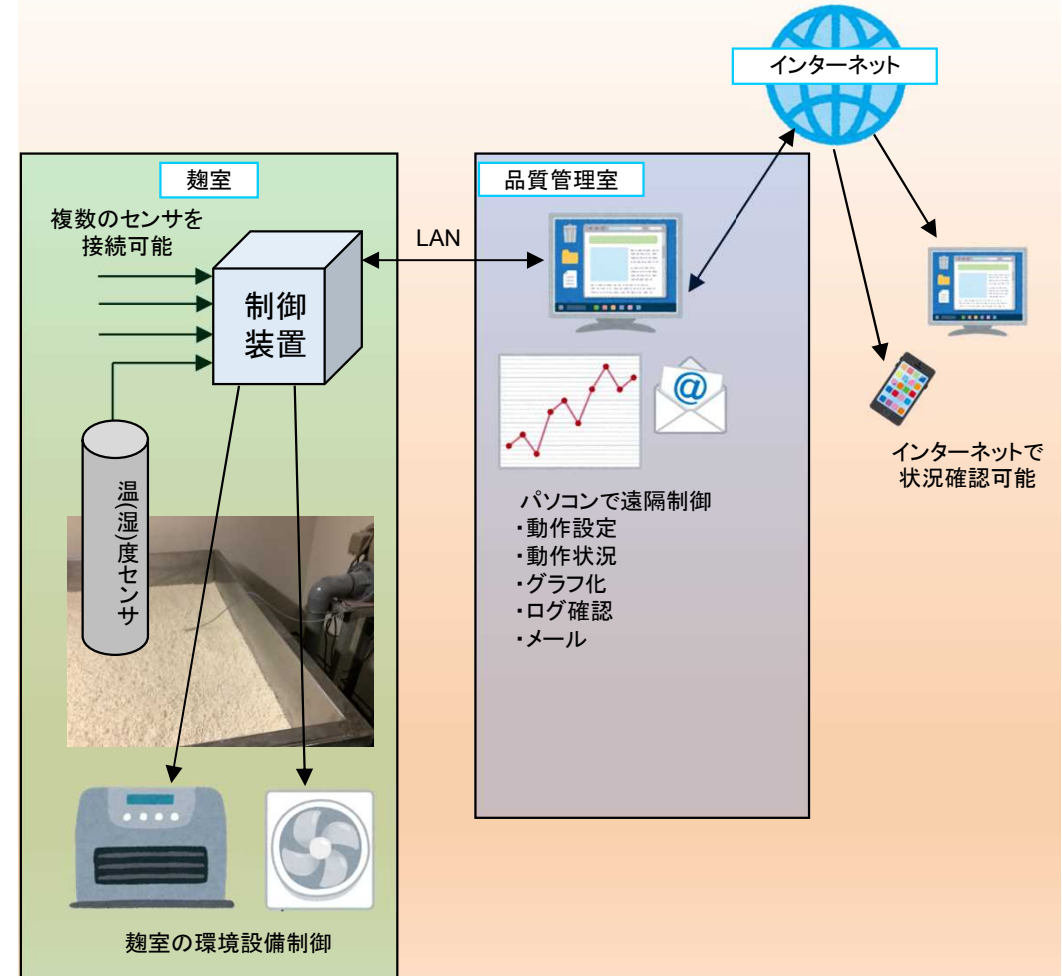 インターネット
麹室
品質管理室
複数のセンサを
接続可能
LAN
制御
装置
@
インターネットで
状況確認可能
温(湿)度センサ
パソコンで遠隔制御
・動作設定
・動作状況
・グラフ化
・ログ確認
・メール
麹室の環境設備制御